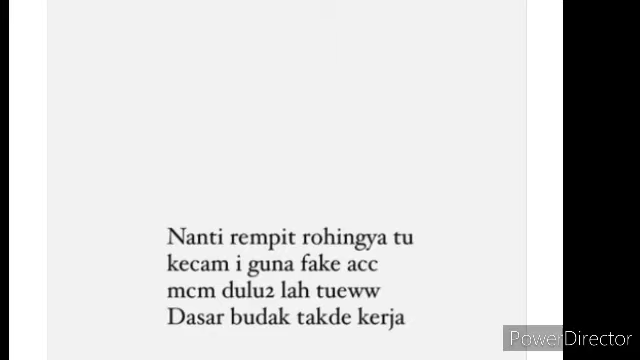 Nanti rempit rohingya tu
kecam i guna fake acc
mcm dulu2 lah tueww
Dasar budak takde kerja
PowerDirector